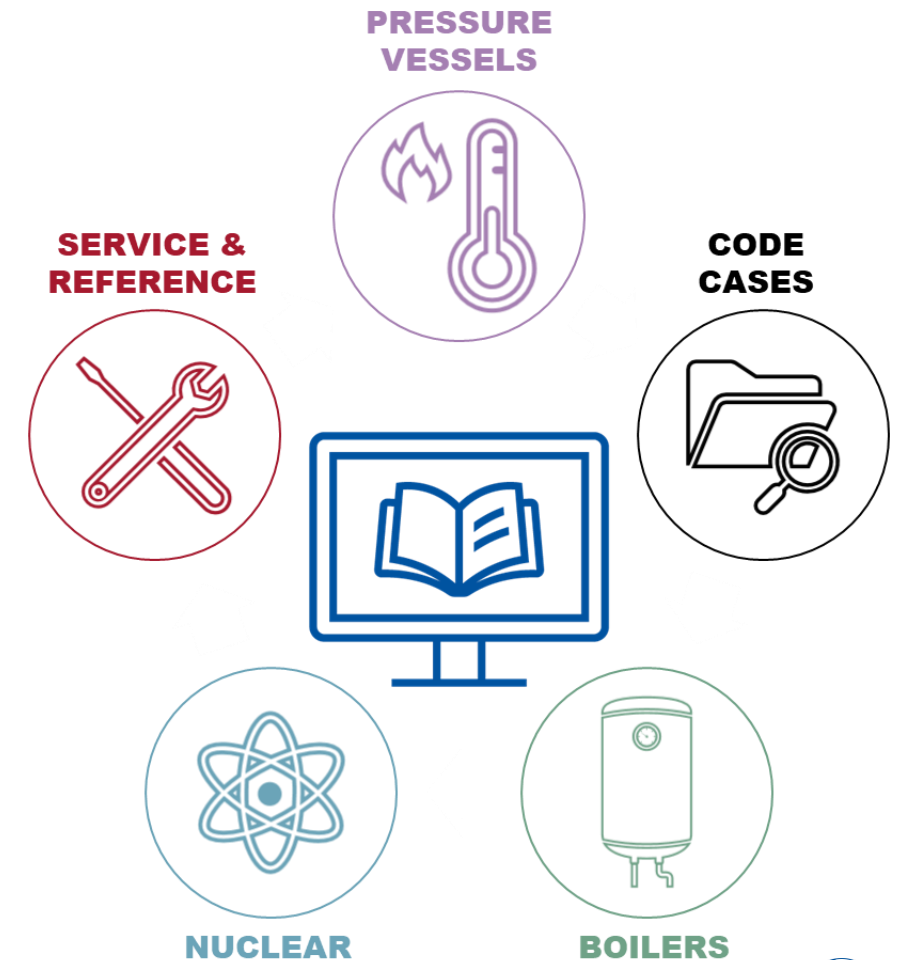 PRESSURE
VESSELS
SERVICE &
REFERENCE
CODE
CASES
NUCLEAR
BOILERS